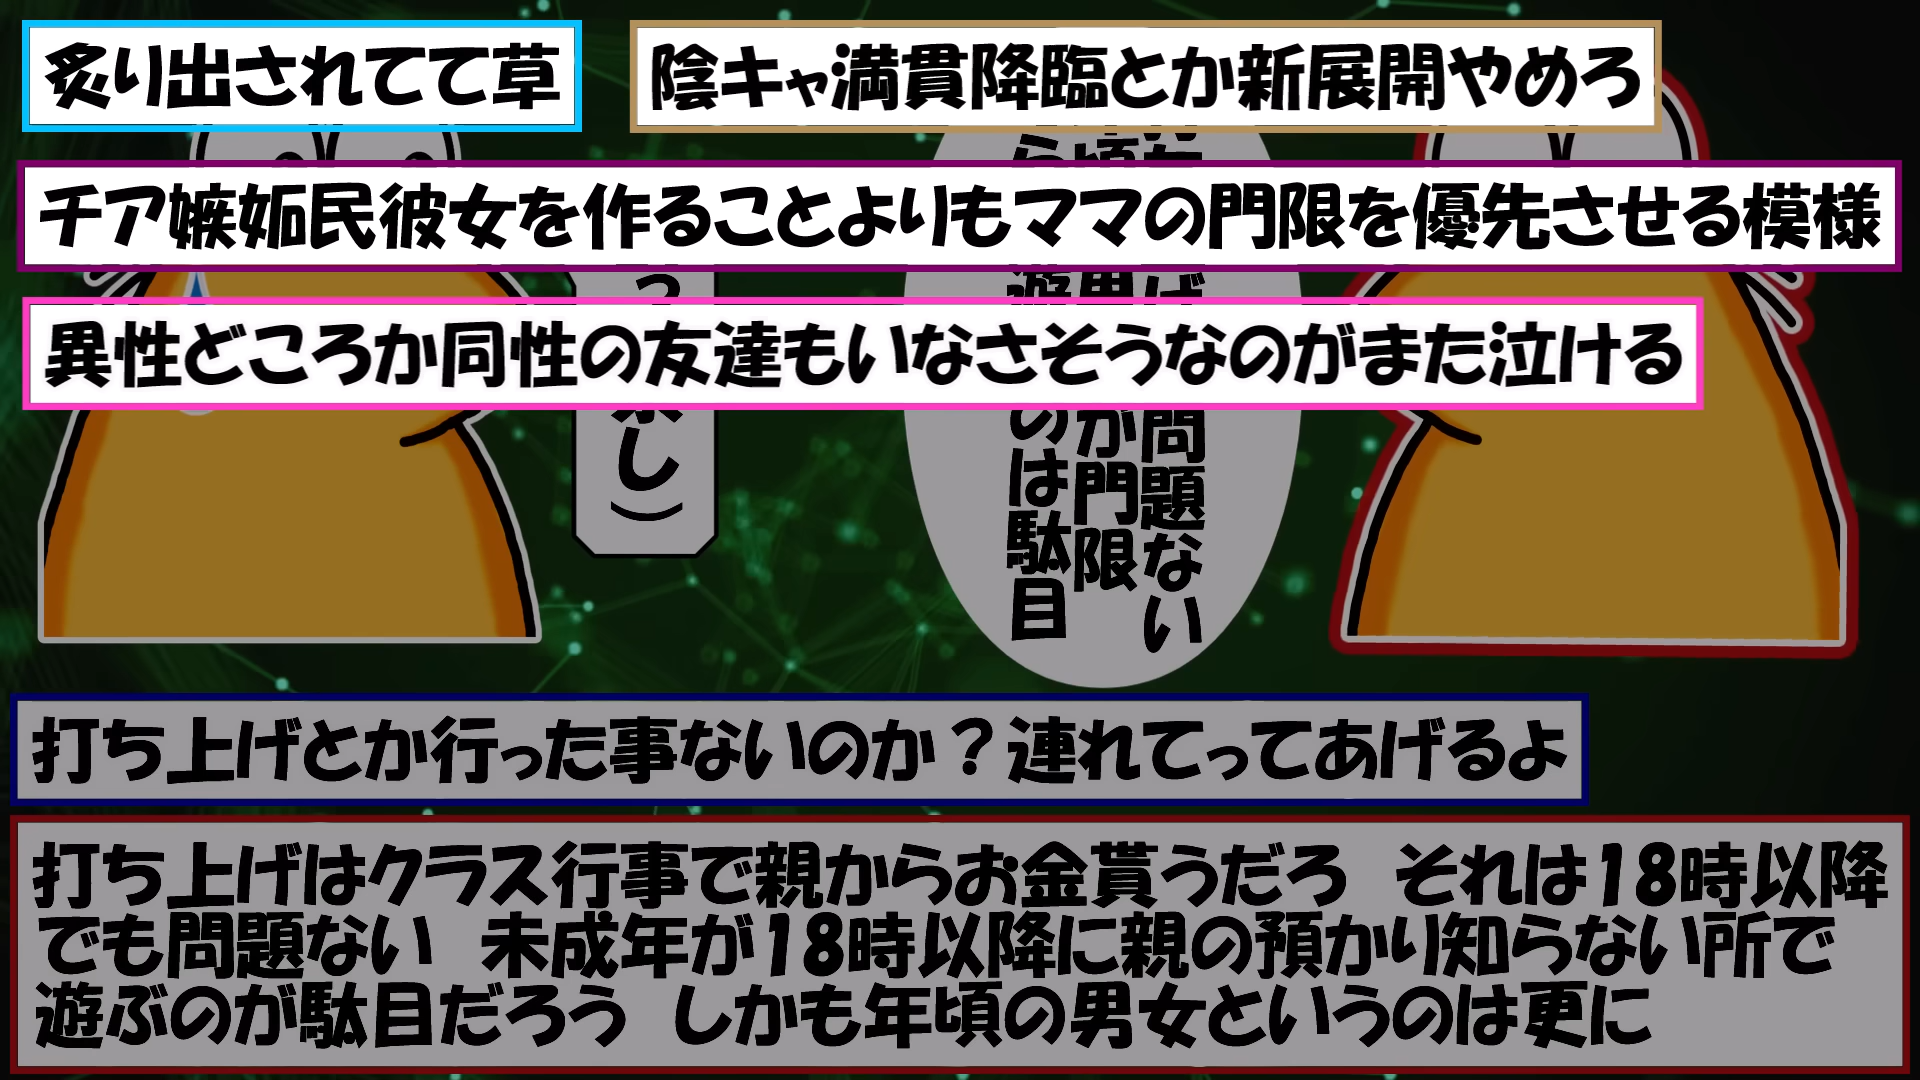 炙り出されてて草
陰キャ満貫降臨とか新展開やめろ
チア嫉妬民彼女を作ることよりもママの門限を優先させる模様
異性どころか同性の友達もいなさそうなのがまた泣ける
し)
問題ない
が門限
のは駄目
打ち上げとか行った事ないのか？連れてってあげるよ
打ち上げはクラス行事で親からお金貰うだろ　それは18時以降
でも問題ない　未成年が18時以降に親の預かり知らない所で
遊ぶのが駄目だろう　しかも年頃の男女というのは更に